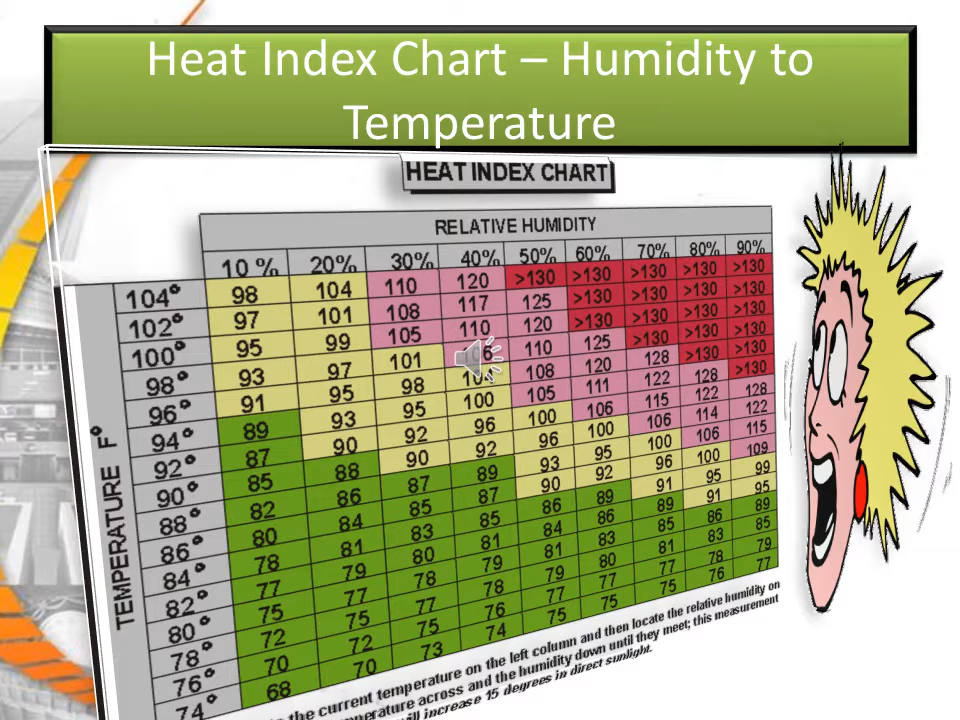 Heat Index Chart – Humidity to
Temperature
HEAT INDEX CHART
RELATIVE HUMIDITY
10 % 20% 30% 40% 50% 60% 70% 80% 90%
TEMPERATURE F°
104° 98 104 110 120 >130 >130 >130 >130 >130
102° 97 101 108 117 125 >130 >130 >130 >130
100° 95 99 105 110 120 >130 >130 >130 >130
98° 93 97 101 110 125 >130 >130 >130
96° 91 95 98 108 120 128 >130 >130
94° 89 93 95 100 105 111 122 128 >130
92° 87 90 92 96 100 106 115 122 128
90° 85 88 90 92 96 100 106 114 122
88° 82 86 87 89 93 95 100 106 115
86° 80 84 85 87 90 92 96 100 109
84° 78 81 83 85 86 89 91 95 99
82° 77 79 80 81 84 86 89 91 95
80° 75 77 78 79 81 83 85 86 89
78° 72 75 77 78 79 80 81 83 85
76° 70 72 75 76 77 77 77 78 79
74° 68 70 73 74 75 75 75 76 77
the current temperature on the left column and then locate the relative humidity on
across and the humidity down until they meet; this measurement
increase 15 degrees in direct sunlight.